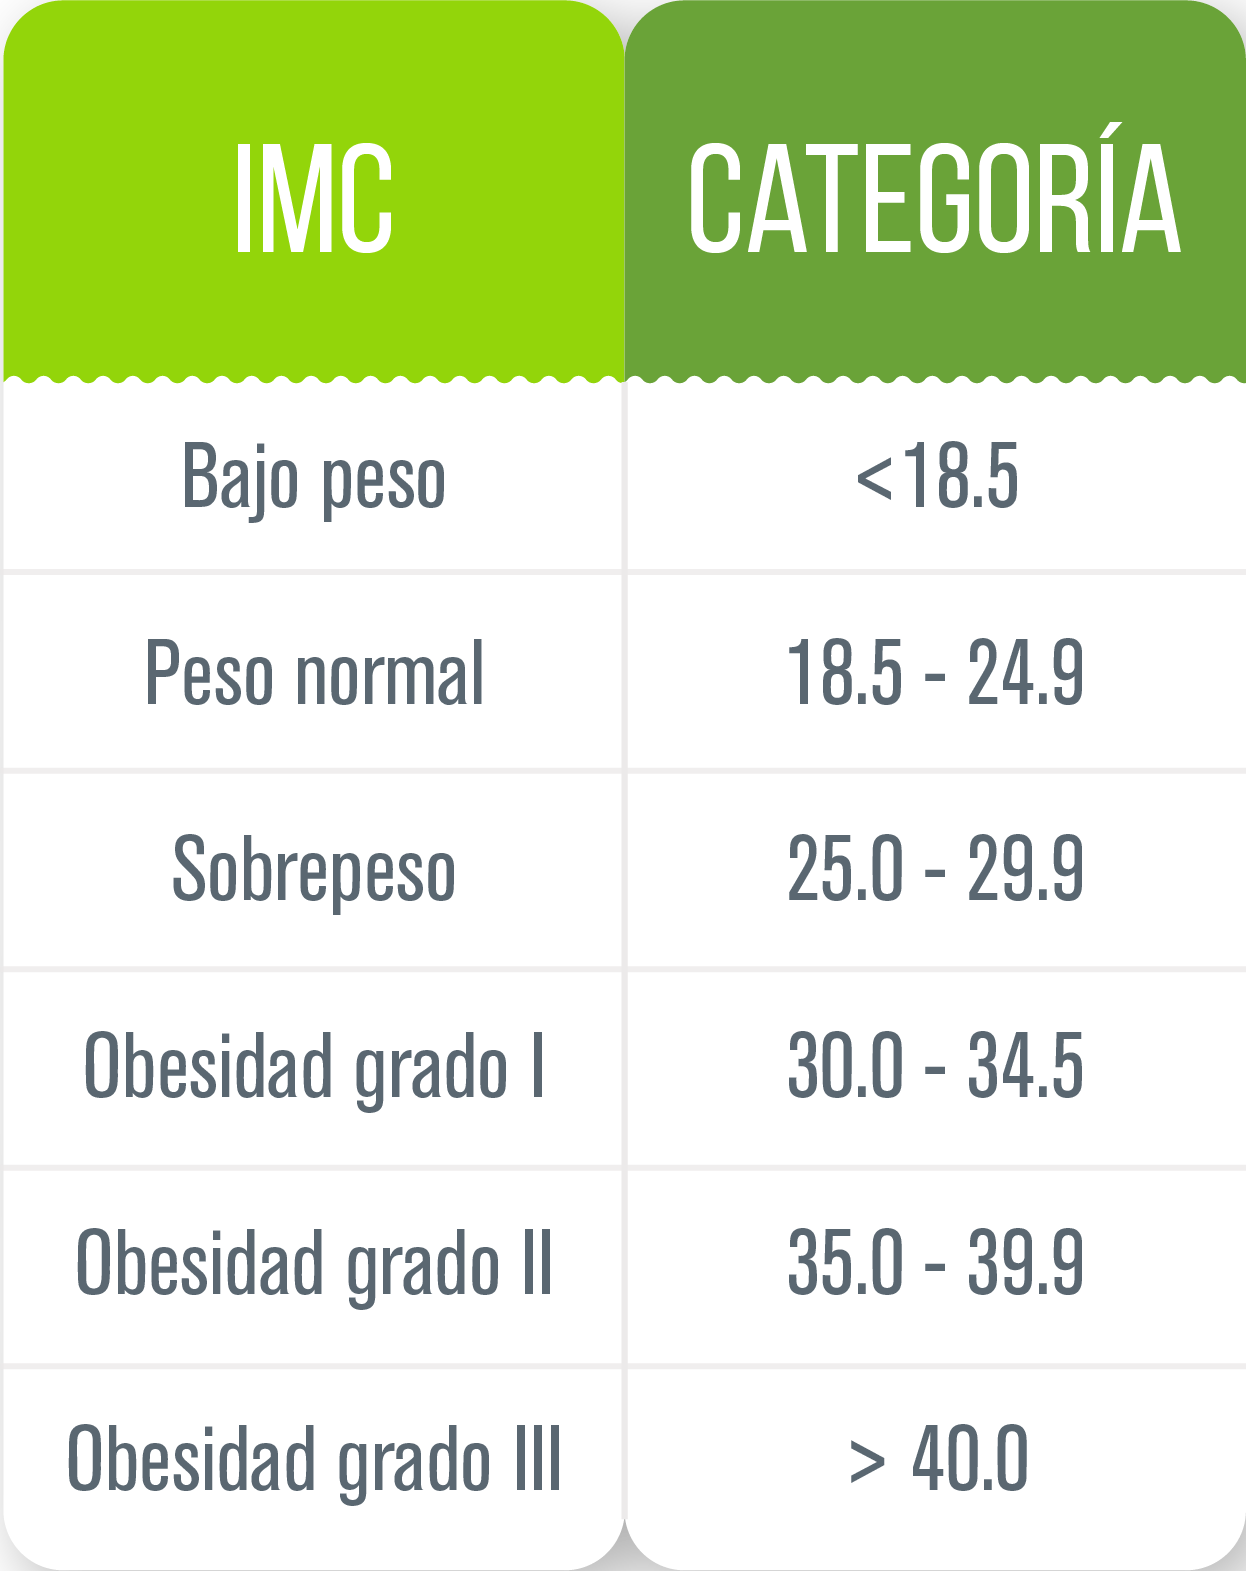 IMC CATEGORÍA
Bajo peso <18.5
Peso normal 18.5 - 24.9
Sobrepeso 25.0 - 29.9
Obesidad grado I 30.0 - 34.5
Obesidad grado II 35.0 - 39.9
Obesidad grado III > 40.0